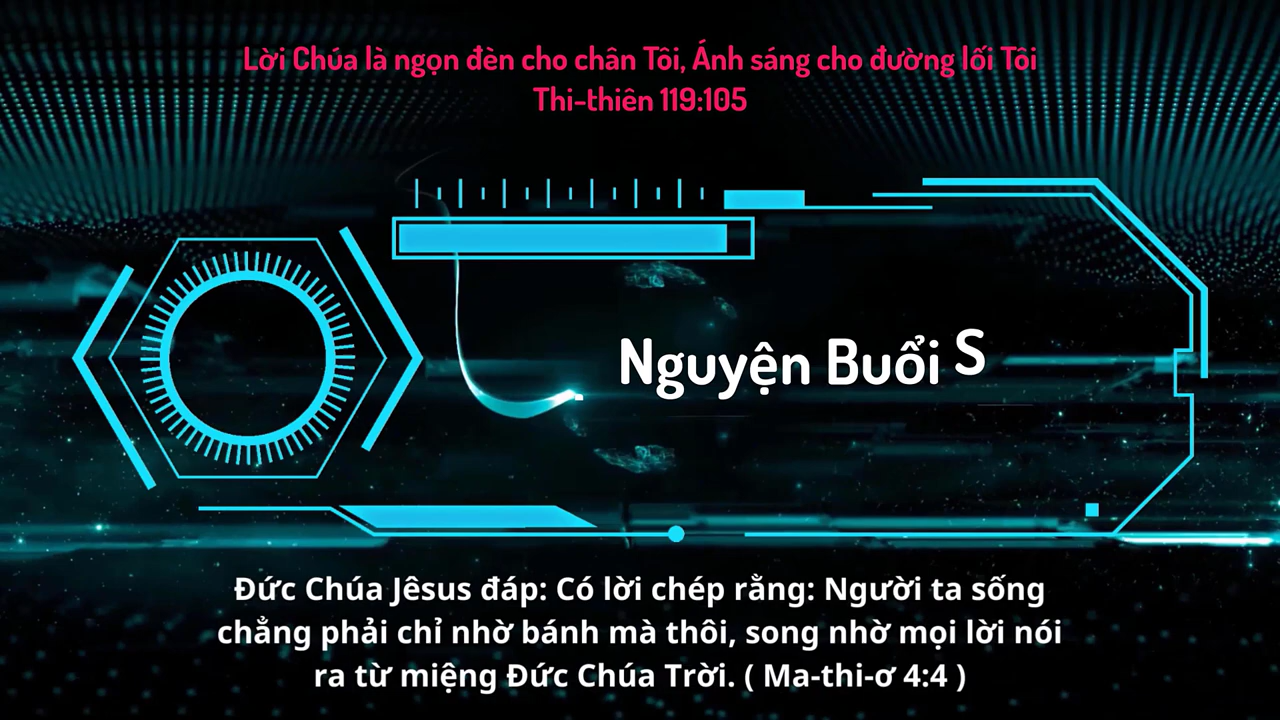 Lời Chúa là ngọn đèn cho chân Tôi, Ánh sáng cho đường lối Tôi
Thi-thiên 119:105
Nguyện Buổi S
Đức Chúa Jêsus đáp: Có lời chép rằng: Người ta sống
chẳng phải chỉ nhờ bánh mà thôi, song nhờ mọi lời nói
ra từ miệng Đức Chúa Trời. ( Ma-thi-ơ 4:4 )